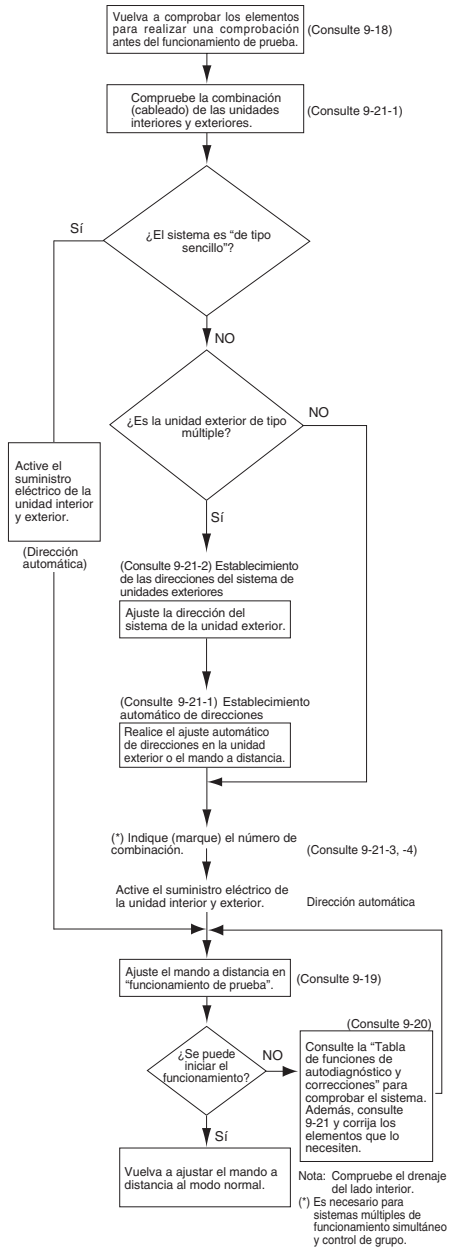 Vuelva a comprobar los elementos
para realizar una comprobación
antes del funcionamiento de prueba.
(Consulte 9-18)
Compruebe la combinación
(cableado) de las unidades
interiores y exteriores.
(Consulte 9-21-1)
Sí
¿El sistema es “de tipo
sencillo”?
NO
¿Es la unidad exterior de tipo
múltiple?
NO
Active el
suministro
eléctrico de la
unidad interior
y exterior.
(Dirección
automática)
Sí
(Consulte 9-21-2) Establecimiento
de las direcciones del sistema de
unidades exteriores
Ajuste la dirección del
sistema de la unidad exterior.
(Consulte 9-21-1) Establecimiento
automático de direcciones
Realice el ajuste automático
de direcciones en la unidad
exterior o el mando a distancia.
(*) Indique (marque) el número de
combinación.
(Consulte 9-21-3, -4)
Active el suministro eléctrico de
la unidad interior y exterior.
Dirección automática
Ajuste el mando a distancia en
“funcionamiento de prueba”.
(Consulte 9-19)
(Consulte 9-20)
¿Se puede
iniciar el
funcionamiento?
NO
Consulte la “Tabla
de funciones de
autodiagnóstico y
correcciones” para
comprobar el sistema.
Además, consulte
9-21 y corrija los
elementos que lo
necesiten.
Sí
Vuelva a ajustar el mando a
distancia al modo normal.
Nota: Compruebe el drenaje
del lado interior.
(*) Es necesario para
sistemas múltiples de
funcionamiento simultáneo
y control de grupo.